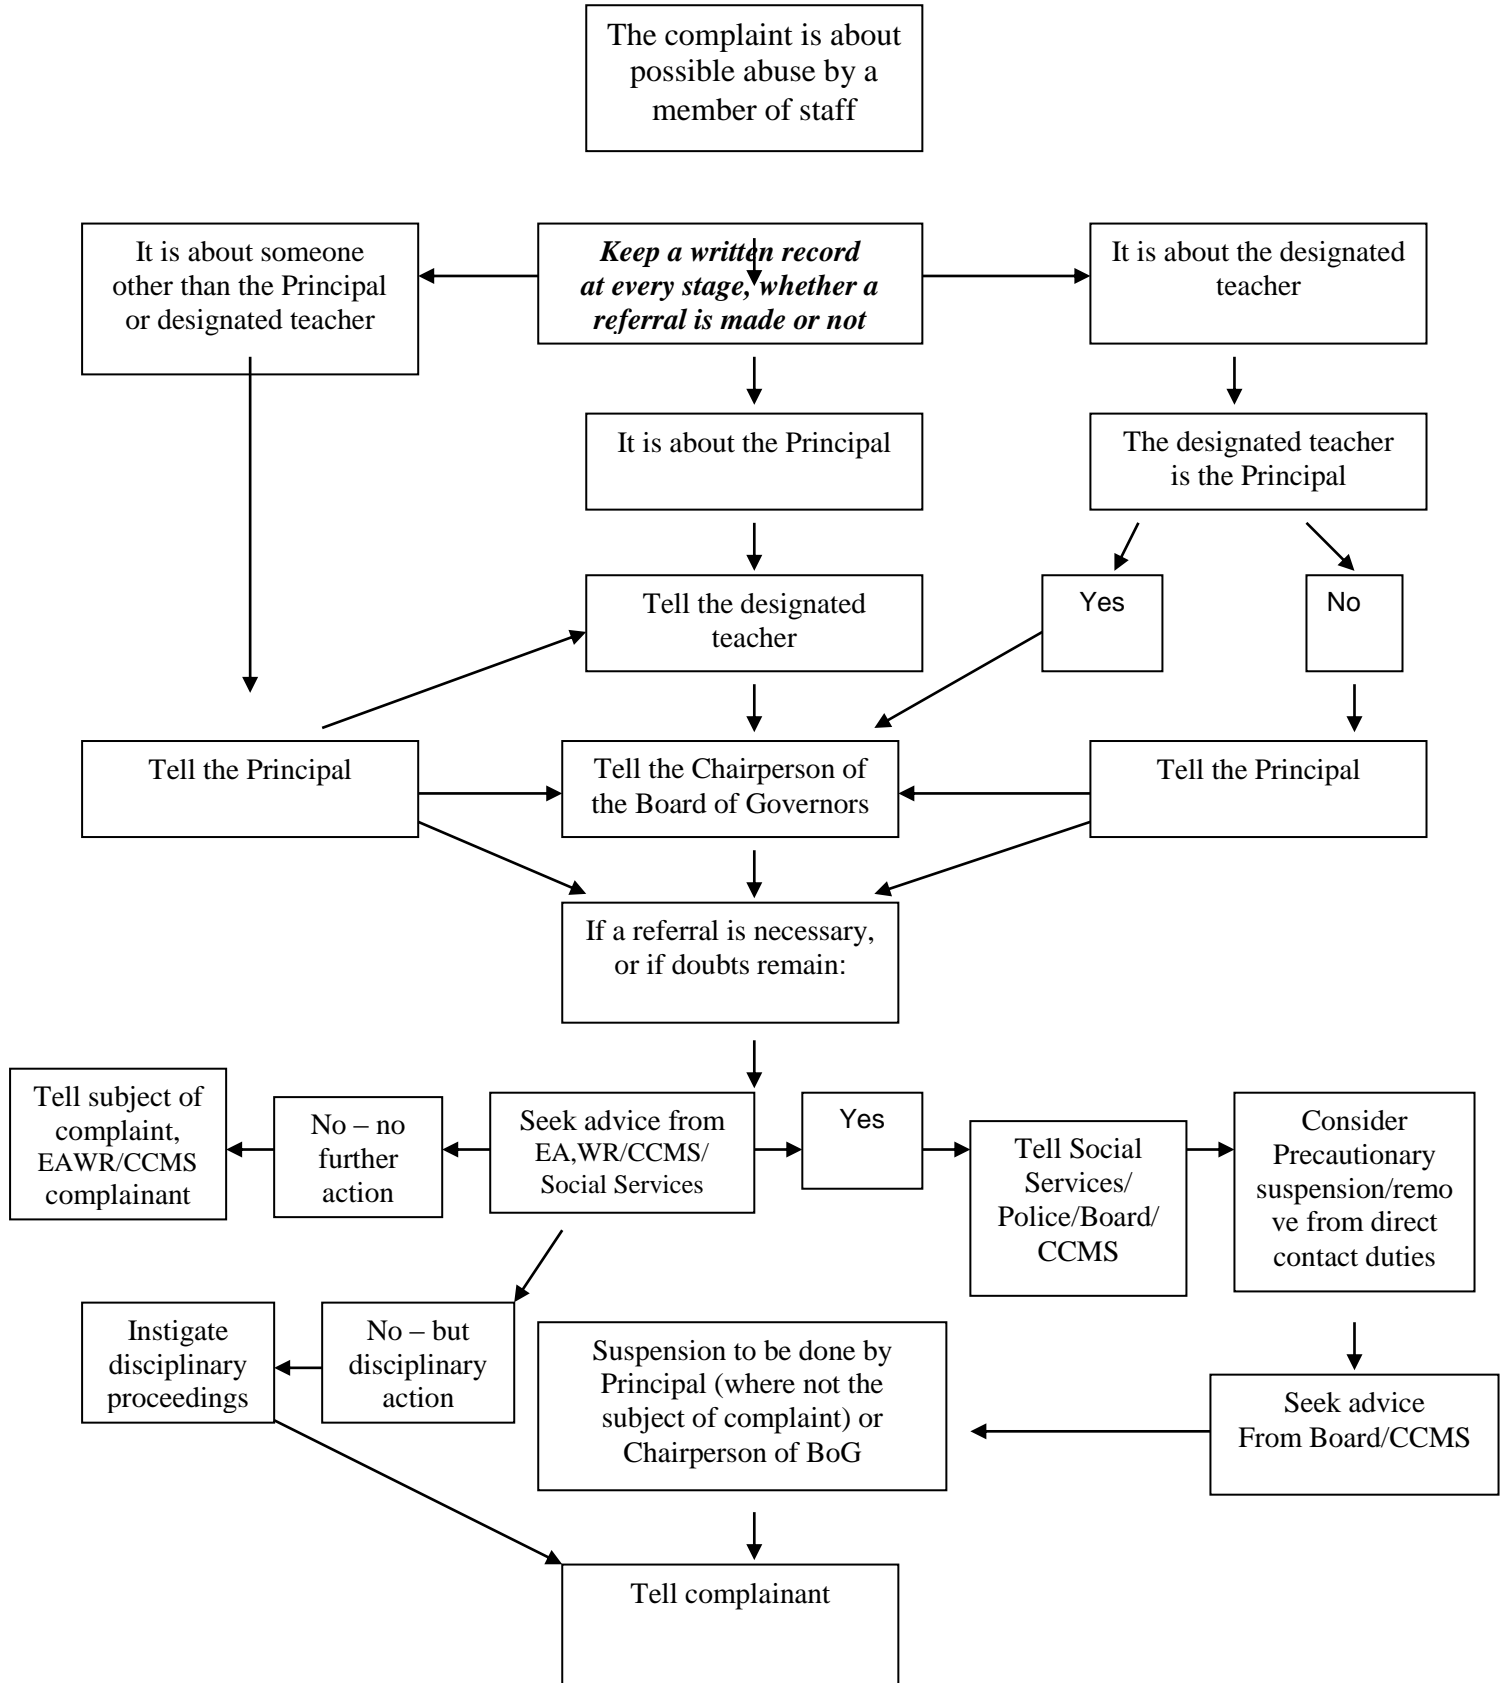 The complaint is about
possible abuse by a
member of staff
It is about someone
other than the Principal
or designated teacher
Keep a written record
at every stage, whether a
referral is made or not
It is about the designated
teacher
It is about the Principal
The designated teacher
is the Principal
Tell the designated
teacher
Yes
No
Tell the Principal
Tell the Chairperson of
the Board of Governors
Tell the Principal
If a referral is necessary,
or if doubts remain:
Tell subject of
complaint,
EAWR/CCMS
complainant
No – no
further
action
Seek advice from
EA,WR/CCMS/
Social Services
Yes
Tell Social
Services/
Police/Board/
CCMS
Consider
Precautionary
suspension/remo
ve from direct
contact duties
Instigate
disciplinary
proceedings
No – but
disciplinary
action
Suspension to be done by
Principal (where not the
subject of complaint) or
Chairperson of BoG
Seek advice
From Board/CCMS
Tell complainant